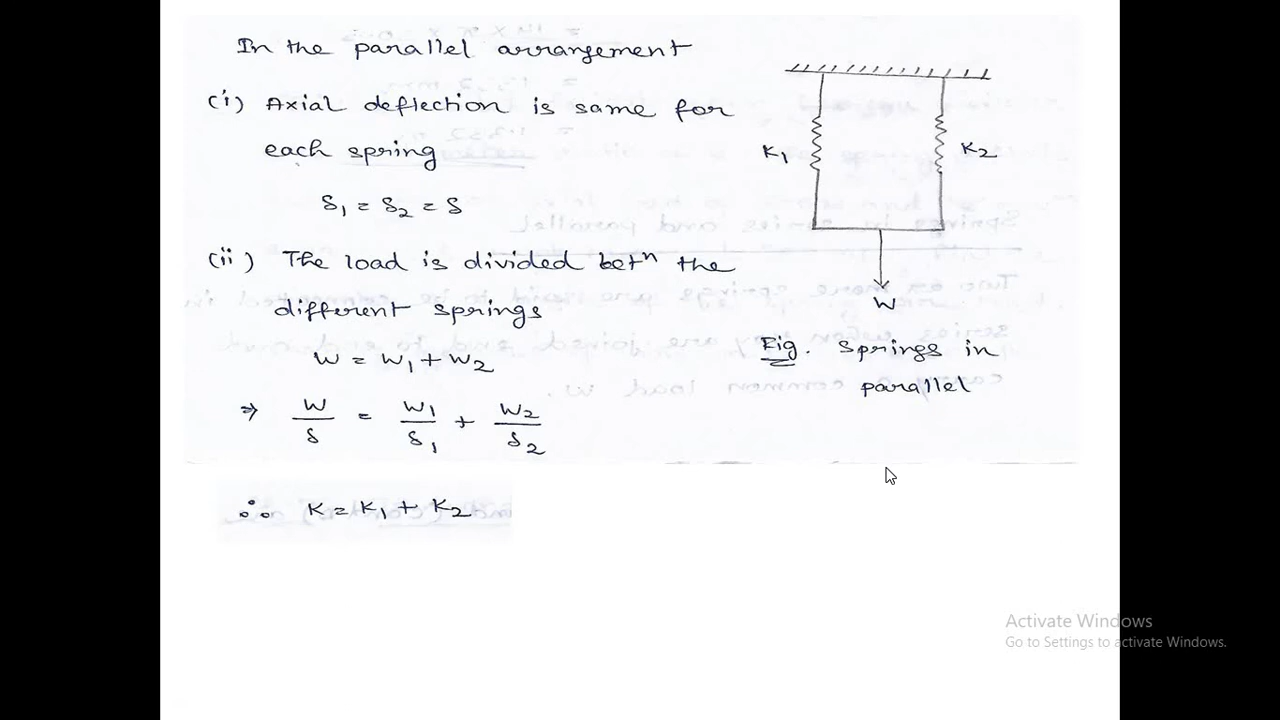 In the parallel arrangement
(i) Axial deflection is same for
each spring
δ₁ = δ₂ = δ
(ii) The load is divided betⁿ the
different springs
W = W₁ + W₂
⇒ W/δ = W₁/δ₁ + W₂/δ₂
∴ K = K₁ + K₂
K₁
K₂
W
Fig. Springs in
parallel
Activate Windows
Go to Settings to activate Windows.